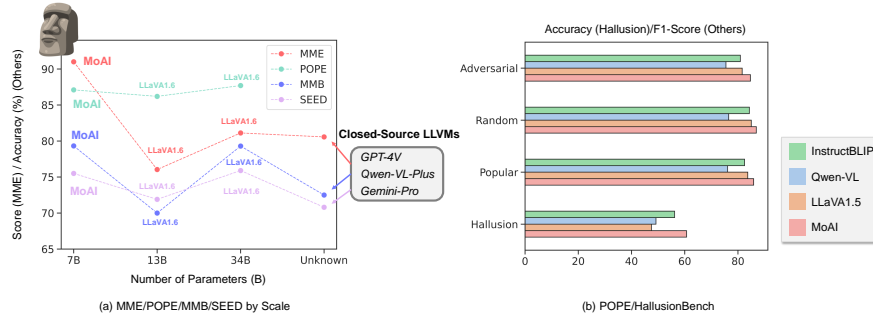 Score (MME) / Accuracy (%) (Others)
90
85
80
75
70
65
MoAI
MoAI
MoAI
MoAI
LLaVA1.6
LLaVA1.6
LLaVA1.6
LLaVA1.6
LLaVA1.6
LLaVA1.6
LLaVA1.6
LLaVA1.6
MME
POPE
MMB
SEED
Closed-Source LLVMs
GPT-4V
Qwen-VL-Plus
Gemini-Pro
7B 13B 34B Unknown
Number of Parameters (B)
(a) MME/POPE/MMB/SEED by Scale
Accuracy (Hallusion)/F1-Score (Others)
Adversarial
Random
Popular
Hallusion
0 20 40 60 80
(b) POPE/HallusionBench
InstructBLIP
Qwen-VL
LLaVA1.5
MoAI